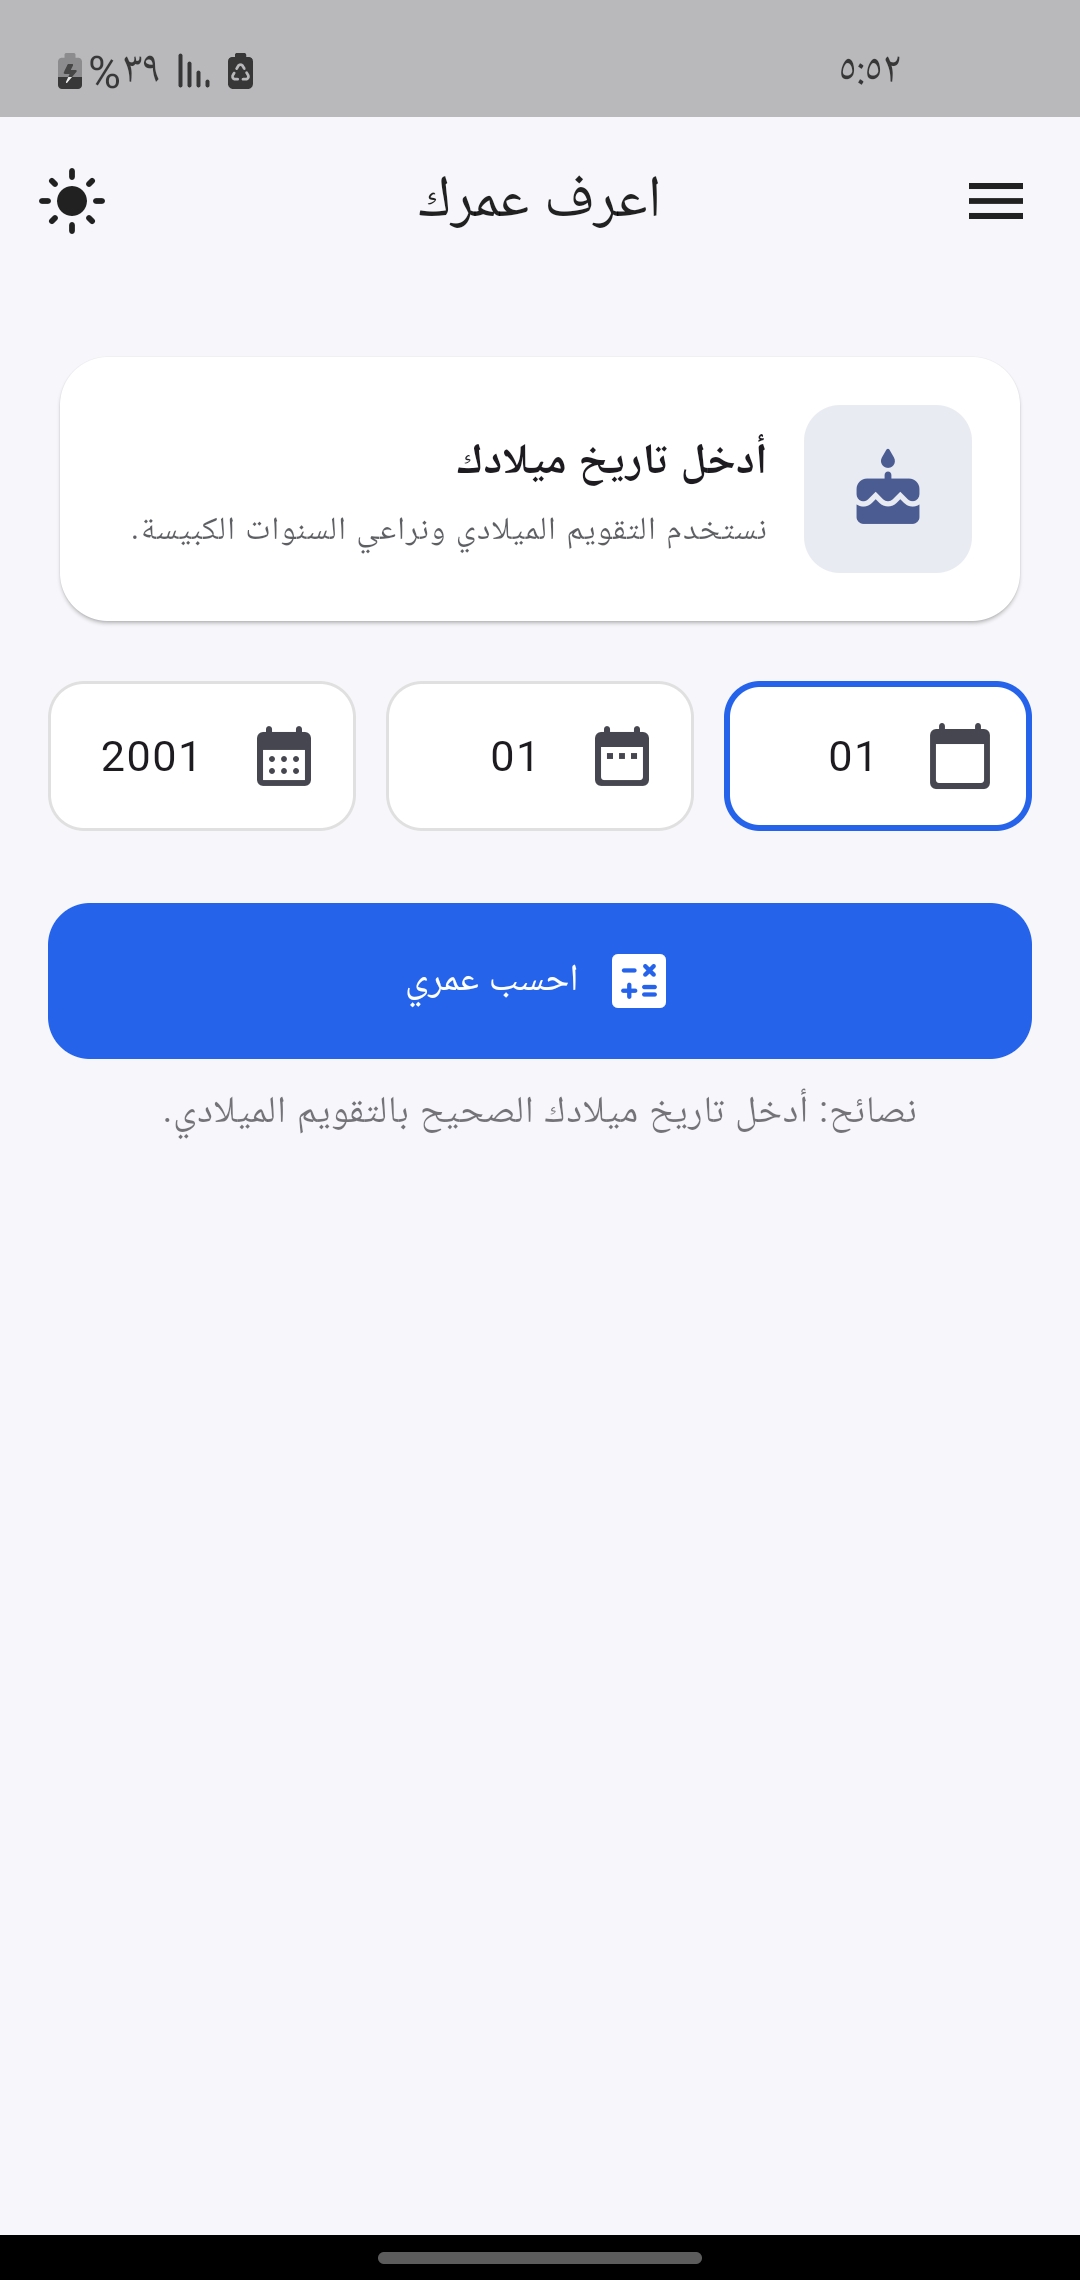 ٥:٥٢
%٣٩
اعرف عمرك
أدخل تاريخ ميلادك
نستخدم التقويم الميلادي ونراعي السنوات الكبيسة.
01
01
2001
احسب عمري
نصائح: أدخل تاريخ ميلادك الصحيح بالتقويم الميلادي.